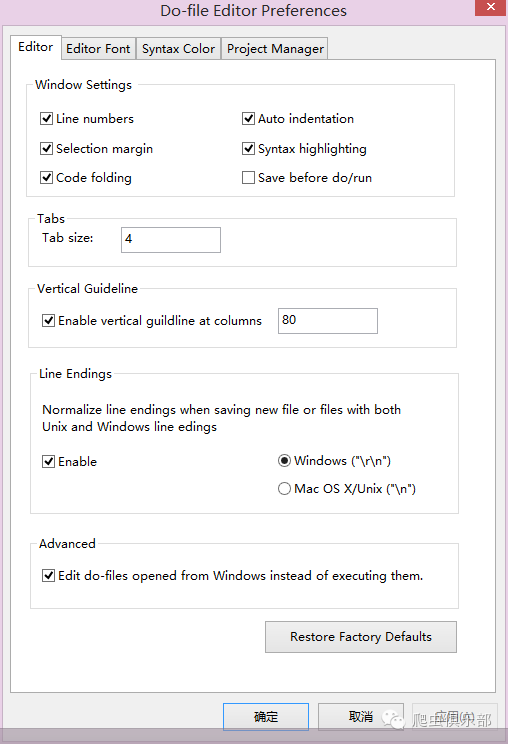 Do-file Editor Preferences
Editor Editor Font Syntax Color Project Manager
Window Settings
Line numbers Auto indentation
Selection margin Syntax highlighting
Code folding Save before do/run
Tabs
Tab size: 4
Vertical Guideline
Enable vertical guildline at columns 80
Line Endings
Normalize line endings when saving new file or files with both
Unix and Windows line edings
Enable Windows ("\r\n")
Mac OS X/Unix ("\n")
Advanced
Edit do-files opened from Windows instead of executing them.
Restore Factory Defaults
确定 取消 应用(A)
爬虫俱乐部